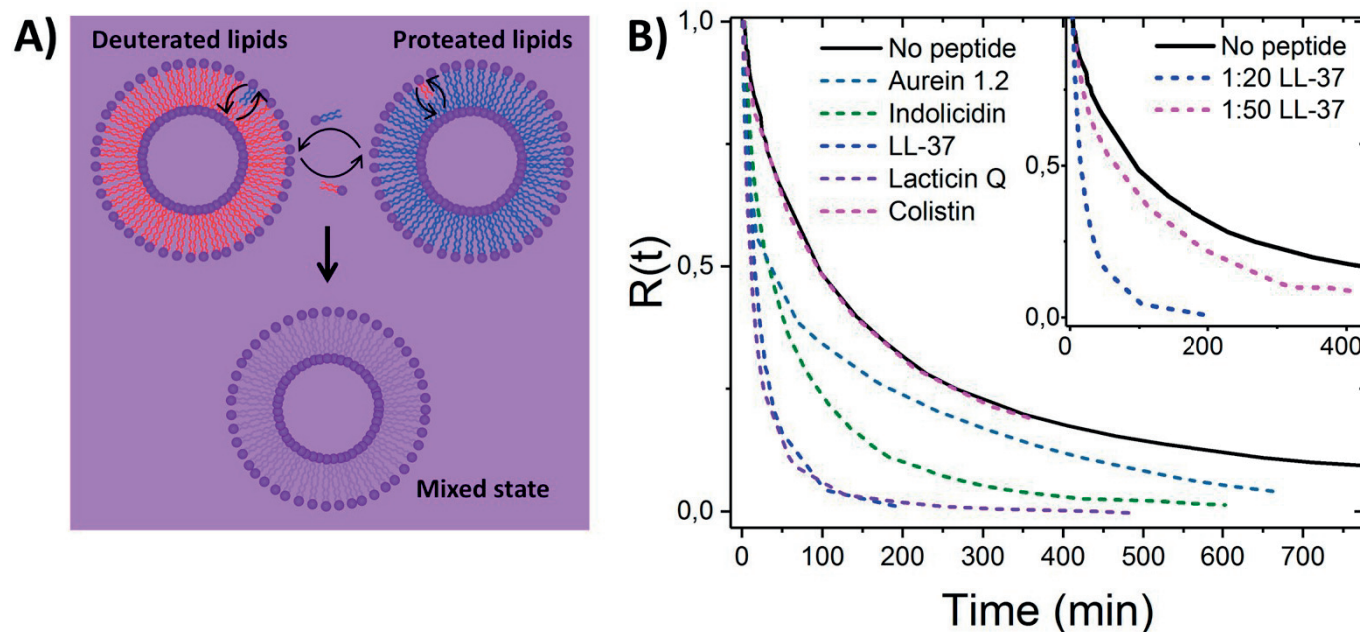 A)
Deuterated lipids
Proteated lipids
Mixed state
B)
R(t)
1,0
0,5
0,0
No peptide
Aurein 1.2
Indolicidin
LL-37
Lacticin Q
Colistin
0 100 200 300 400 500 600 700
Time (min)
No peptide
1:20 LL-37
1:50 LL-37
0,5
0,0
0 200 400